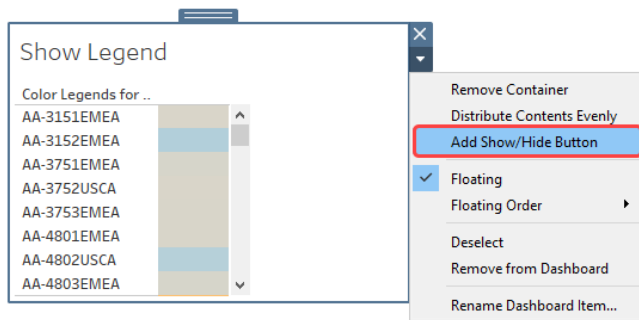 Show Legend
Color Legends for ..
AA-3151EMEA
AA-3152EMEA
AA-3751EMEA
AA-3752USCA
AA-3753EMEA
AA-4801EMEA
AA-4802USCA
AA-4803EMEA
Remove Container
Distribute Contents Evenly
Add Show/Hide Button
Floating
Floating Order
Deselect
Remove from Dashboard
Rename Dashboard Item...